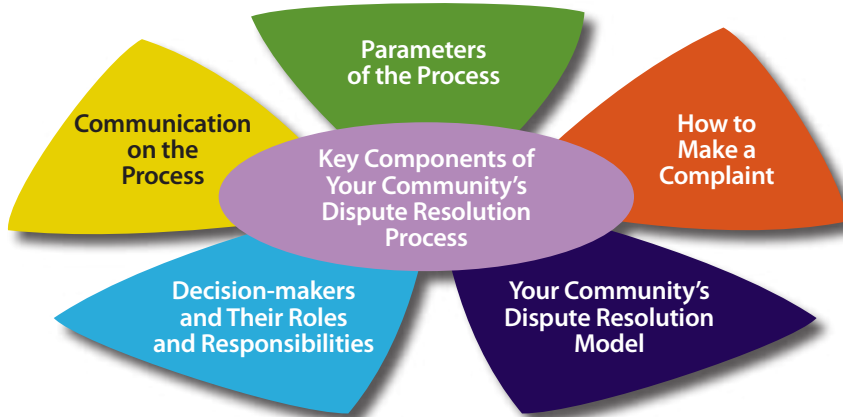 Parameters
of the Process
Communication
on the
Process
How to
Make a
Complaint
Key Components of
Your Community's
Dispute Resolution
Process
Decision-makers
and Their Roles
and Responsibilities
Your Community's
Dispute Resolution
Model